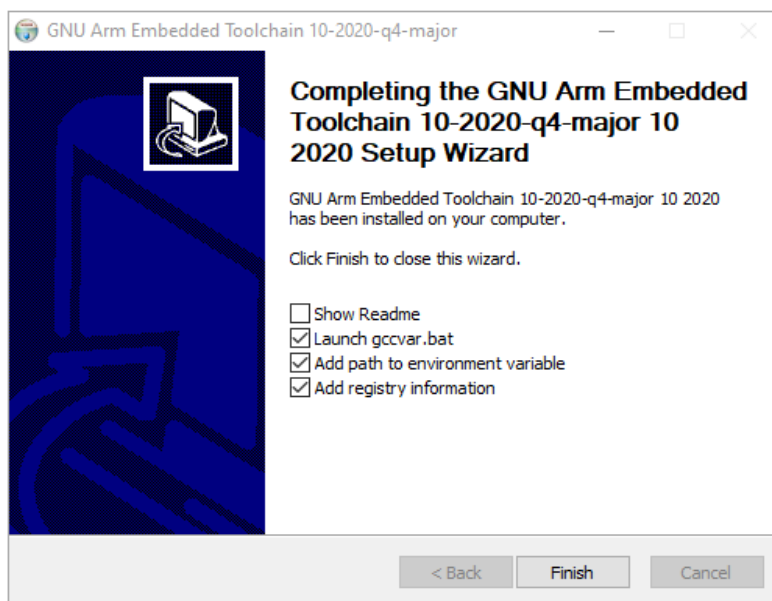 GNU Arm Embedded Toolchain 10-2020-q4-major
Completing the GNU Arm Embedded
Toolchain 10-2020-q4-major 10
2020 Setup Wizard
GNU Arm Embedded Toolchain 10-2020-q4-major 10 2020
has been installed on your computer.
Click Finish to close this wizard.
Show Readme
Launch gccvar.bat
Add path to environment variable
Add registry information
< Back
Finish
Cancel